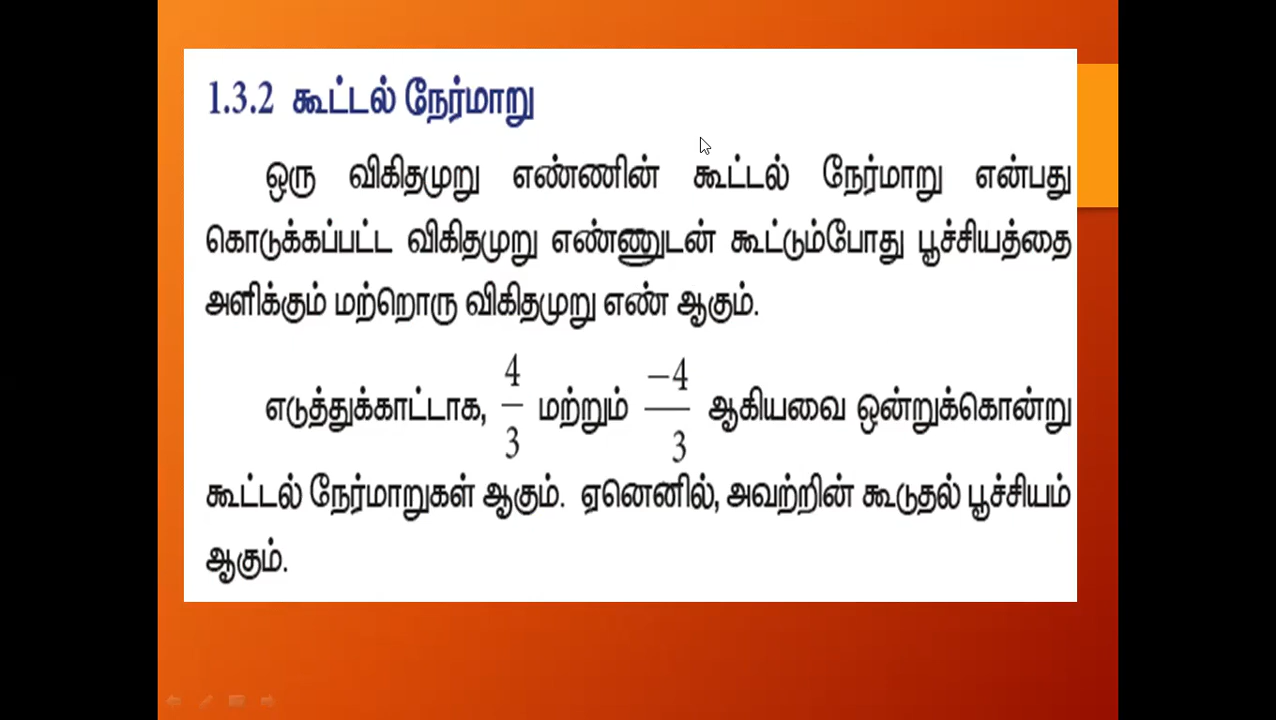 1.3.2 கூட்டல் நேர்மாறு
ஒரு விகிதமுறு எண்ணின் கூட்டல் நேர்மாறு என்பது
கொடுக்கப்பட்ட விகிதமுறு எண்ணுடன் கூட்டும்போது பூச்சியத்தை
அளிக்கும் மற்றொரு விகிதமுறு எண் ஆகும்.
எடுத்துக்காட்டாக, 4/3 மற்றும் −4/3 ஆகியவை ஒன்றுக்கொன்று
கூட்டல் நேர்மாறுகள் ஆகும். ஏனெனில், அவற்றின் கூடுதல் பூச்சியம்
ஆகும்.